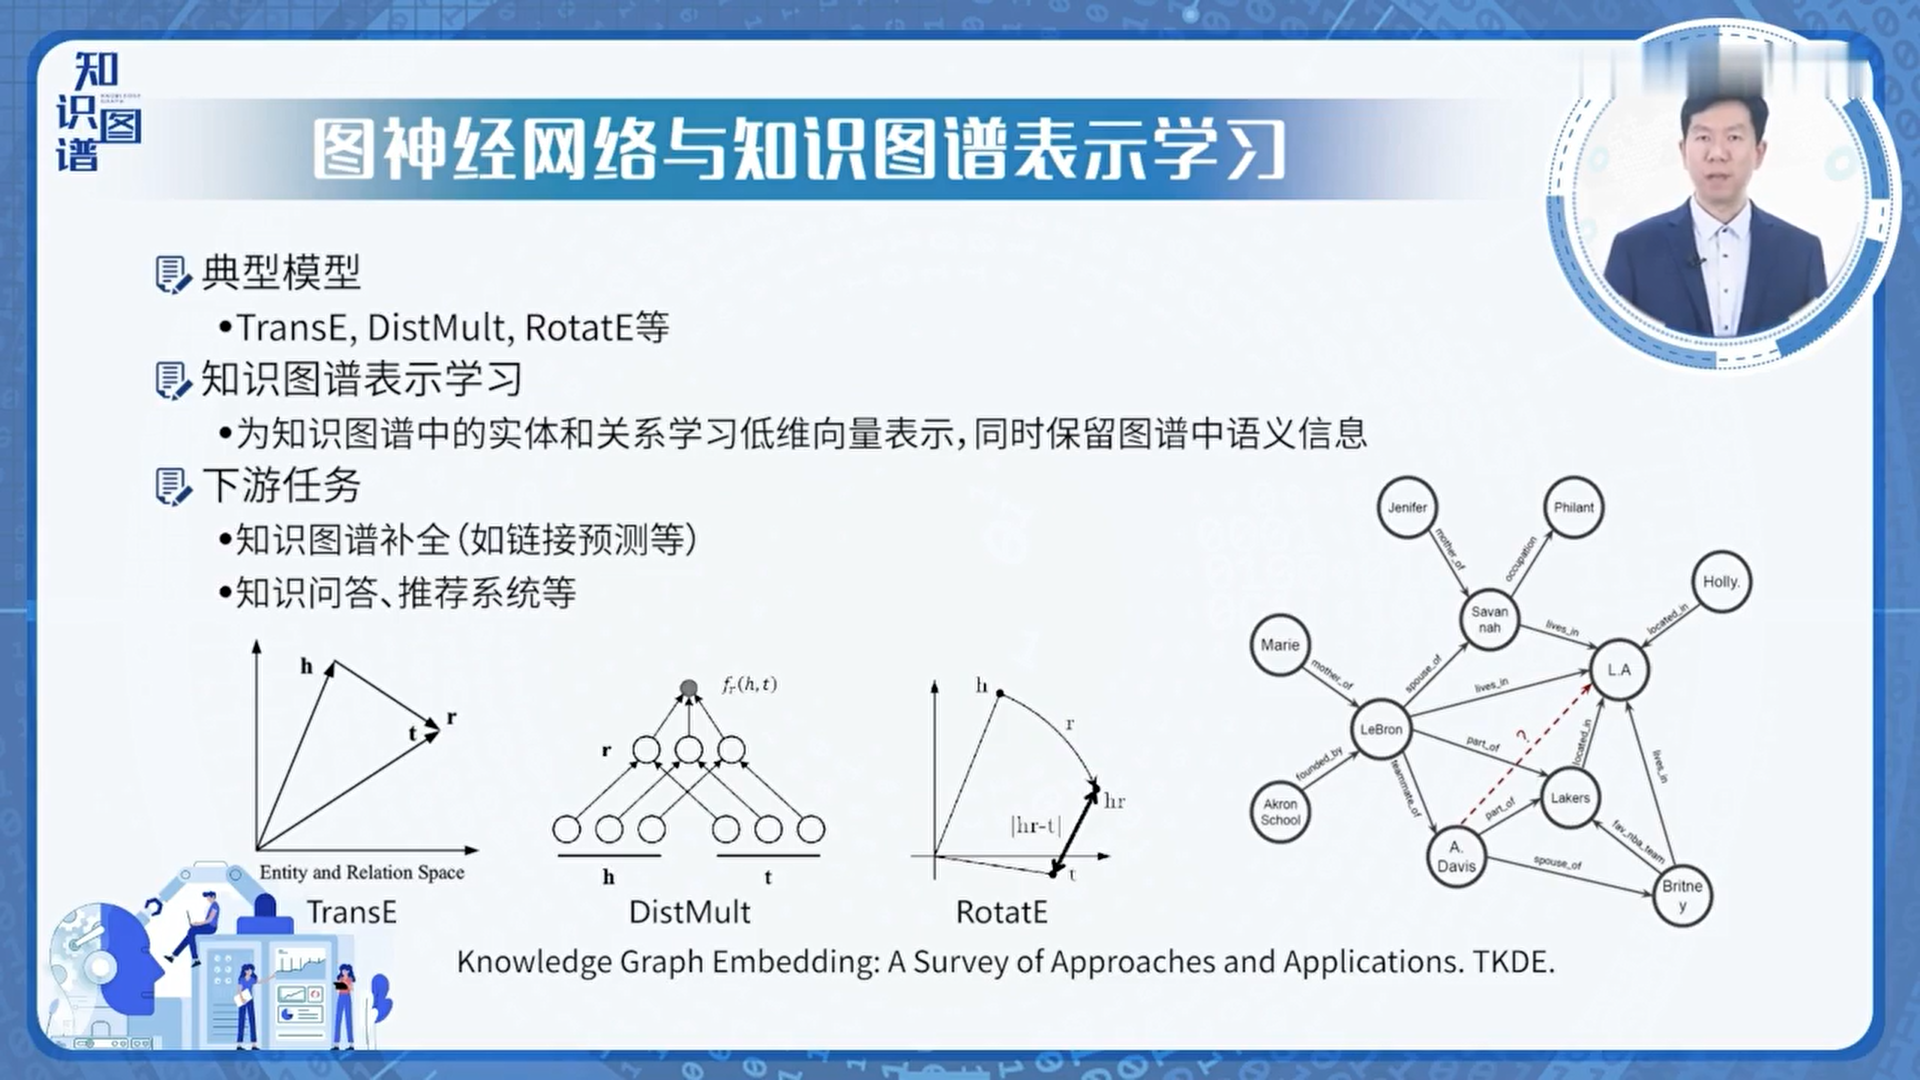 知识图谱
KNOWLEDGE GRAPH
图神经网络与知识图谱表示学习
典型模型
•TransE, DistMult, RotatE等
知识图谱表示学习
•为知识图谱中的实体和关系学习低维向量表示,同时保留图谱中语义信息
下游任务
•知识图谱补全(如链接预测等)
•知识问答、推荐系统等
h
r
t
Entity and Relation Space
TransE
fr(h,t)
r
h
t
DistMult
h
r
hr
|hr-t|
t
RotatE
Jenifer
Philant
mother_of
occupation
Holly.
Savan
nah
lives_in
located_in
Marie
mother_of
spouse_of
L.A
lives_in
LeBron
?
part_of
located_in
founded_by
teammate_of
lives_in
Akron
School
Lakers
part_of
fav_nba_team
A.
Davis
spouse_of
Britne
y
Knowledge Graph Embedding: A Survey of Approaches and Applications. TKDE.